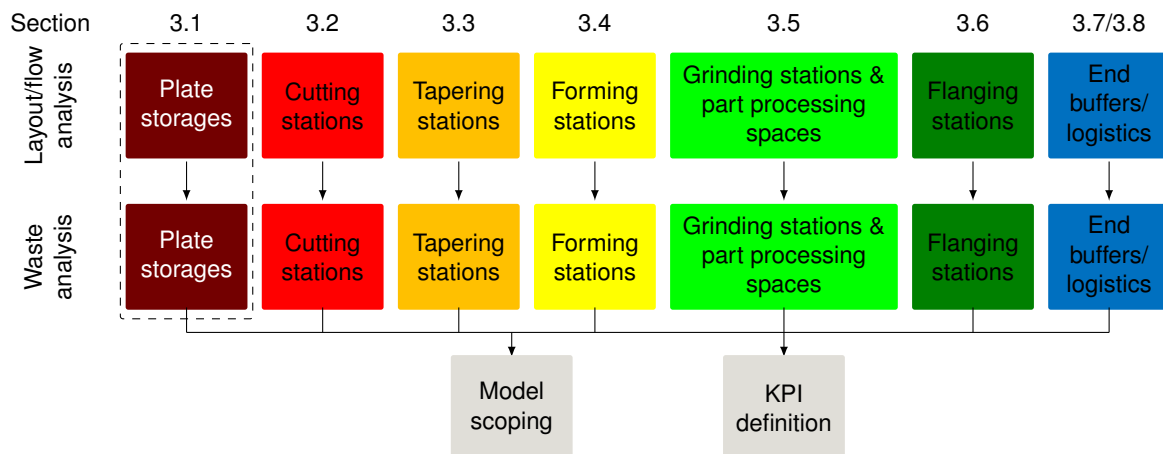 Section 3.1 3.2 3.3 3.4 3.5 3.6 3.7/3.8
Layout/flow
analysis
Plate
storages
Cutting
stations
Tapering
stations
Forming
stations
Grinding stations &
part processing
spaces
Flanging
stations
End
buffers/
logistics
Waste
analysis
Plate
storages
Cutting
stations
Tapering
stations
Forming
stations
Grinding stations &
part processing
spaces
Flanging
stations
End
buffers/
logistics
Model
scoping
KPI
definition